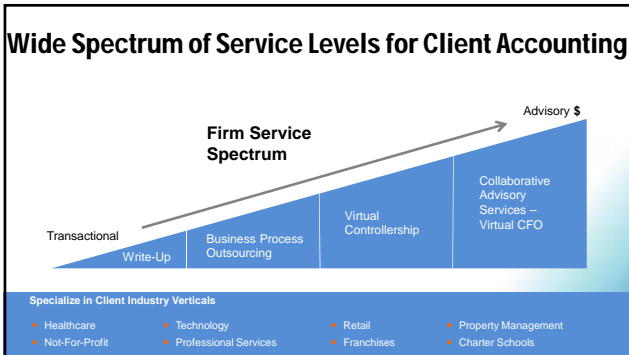 Wide Spectrum of Service Levels for Client Accounting
Advisory $
Firm Service
Spectrum
Transactional
Write-Up
Business Process
Outsourcing
Virtual
Controllership
Collaborative
Advisory
Services –
Virtual CFO
Specialize in Client Industry Verticals
Healthcare
Not-For-Profit
Technology
Professional Services
Retail
Franchises
Property Management
Charter Schools